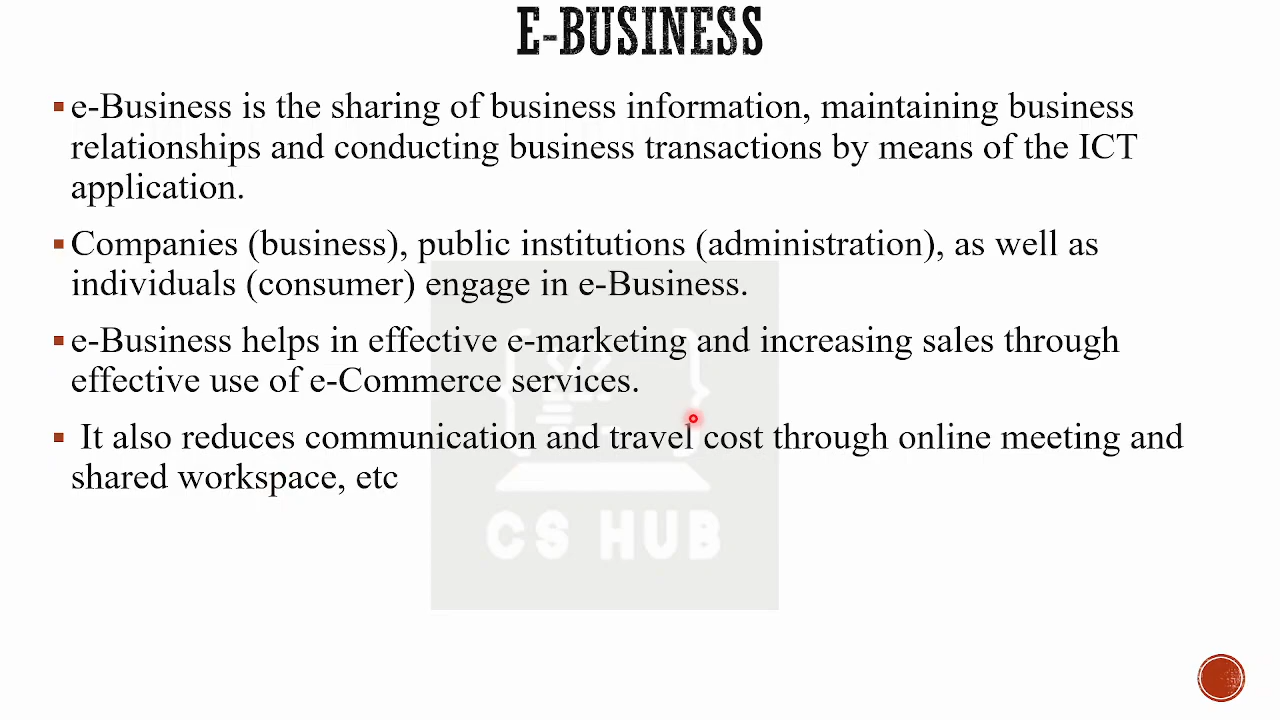 E-BUSINESS
e-Business is the sharing of business information, maintaining business
relationships and conducting business transactions by means of the ICT
application.
Companies (business), public institutions (administration), as well as
individuals (consumer) engage in e-Business.
e-Business helps in effective e-marketing and increasing sales through
effective use of e-Commerce services.
It also reduces communication and travel cost through online meeting and
shared workspace, etc
CS HUB